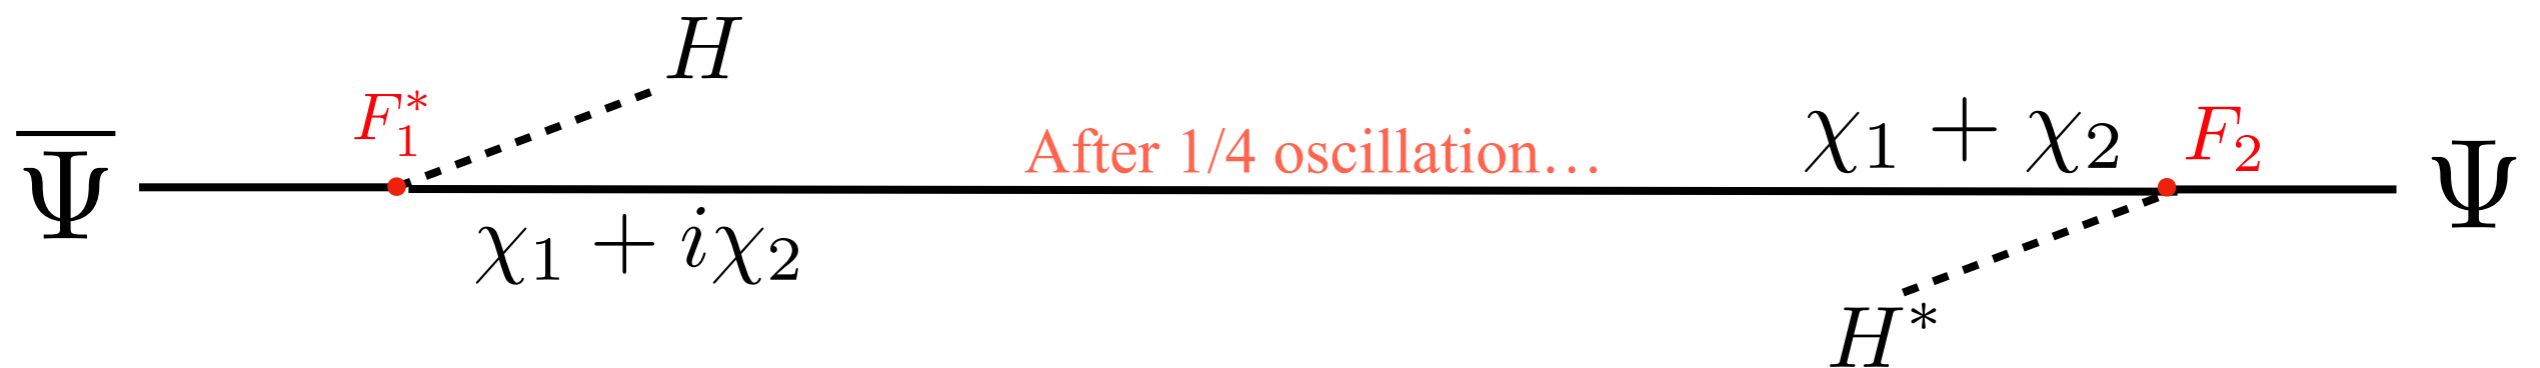 H
F₁*
Ψ̅
χ₁ + iχ₂
After 1/4 oscillation…
χ₁ + χ₂
F₂
Ψ
H*